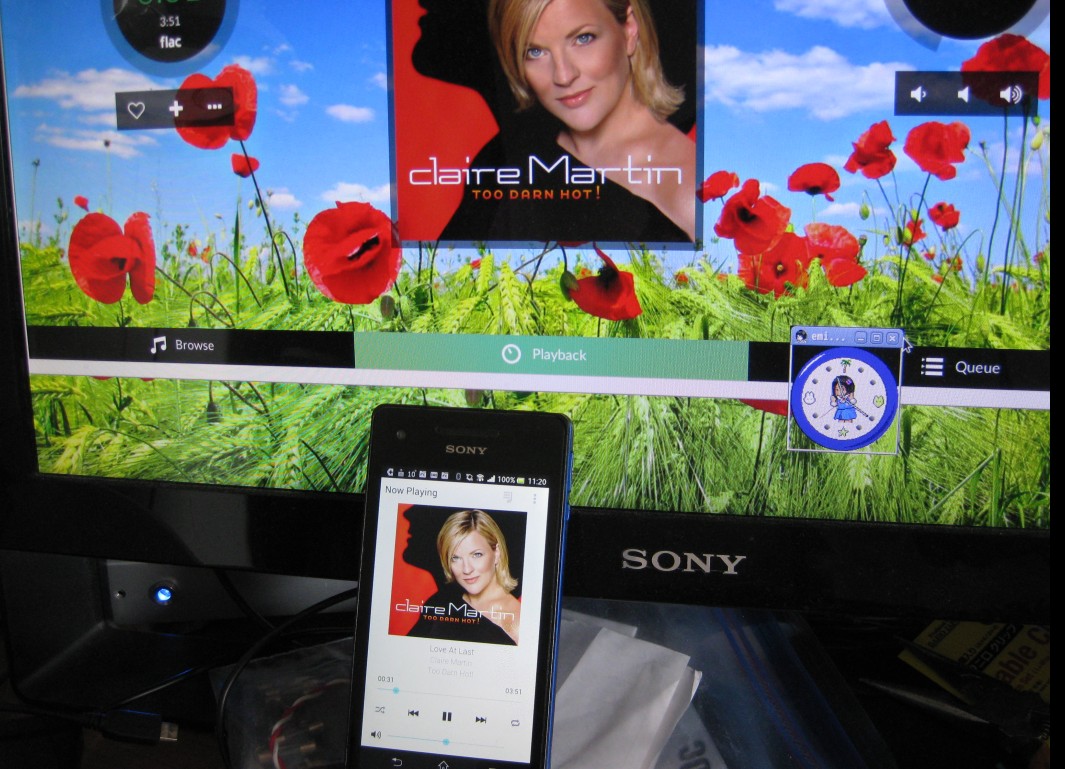 3:51
flac
claire Martin
TOO DARN HOT!
Browse
Playback
emi...
Queue
SONY
100% 11:20
Now Playing
claire Martin
TOO DARN HOT!
Love At Last
Claire Martin
Too Darn Hot!
00:31
03:51
SONY